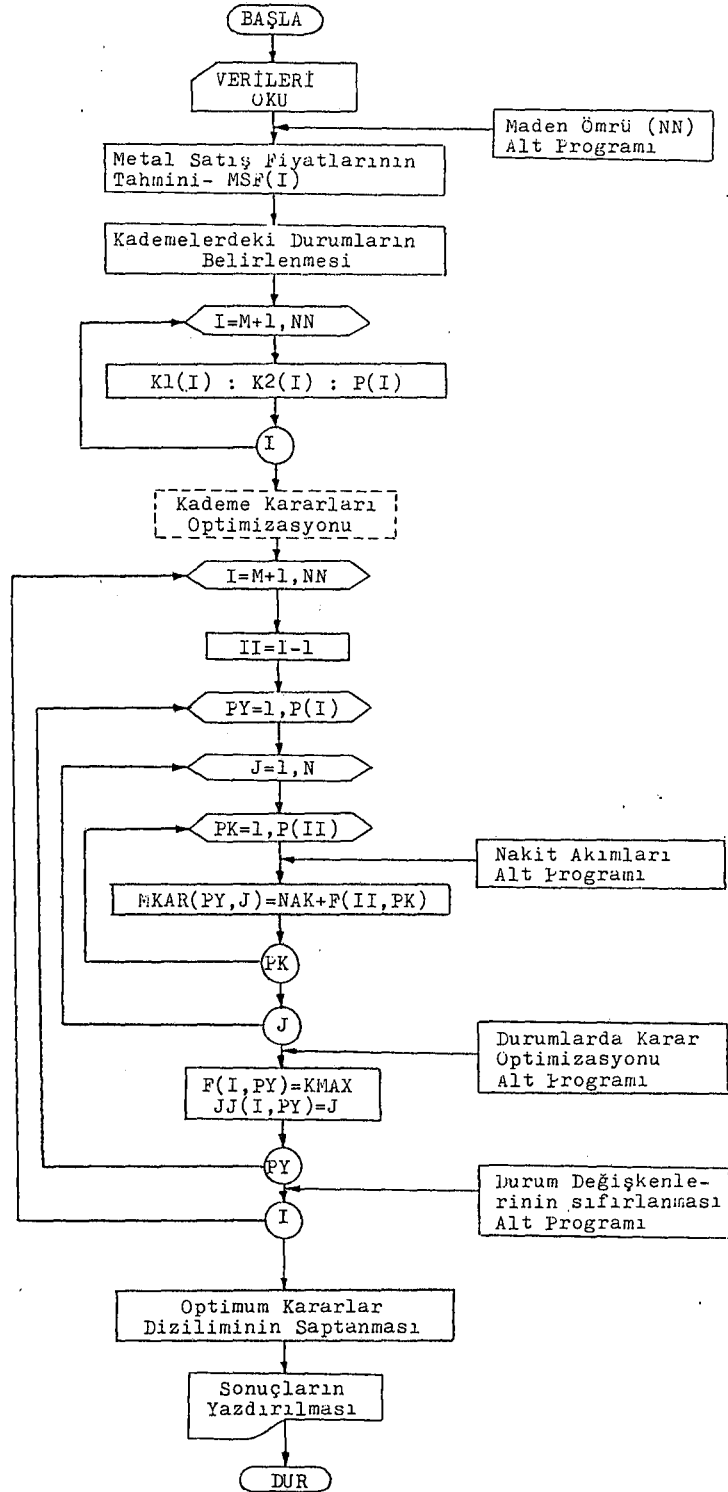 BAŞLA
VERİLERİ
OKU
Maden Ömrü (NN)
Alt Programı
Metal Satış Fiyatlarının
Tahmini- MSF(I)
Kademelerdeki Durumların
Belirlenmesi
I=M+1,NN
K1(I) : K2(I) : P(I)
I
Kademe Kararları
Optimizasyonu
I=M+1,NN
II=1-1
PY=1,P(I)
J=1,N
PK=1,P(II)
Nakit Akımları
Alt Programı
MKAR(PY,J)=NAK+F(II,PK)
PK
J
Durumlarda Karar
Optimizasyonu
Alt Programı
F(I,PY)=KMAX
JJ(I,PY)=J
PY
Durum Değişkenle-
rinin sıfırlanması
Alt Programı
I
Optimum Kararlar
Diziliminin Saptanması
Sonuçların
Yazdırılması
DUR